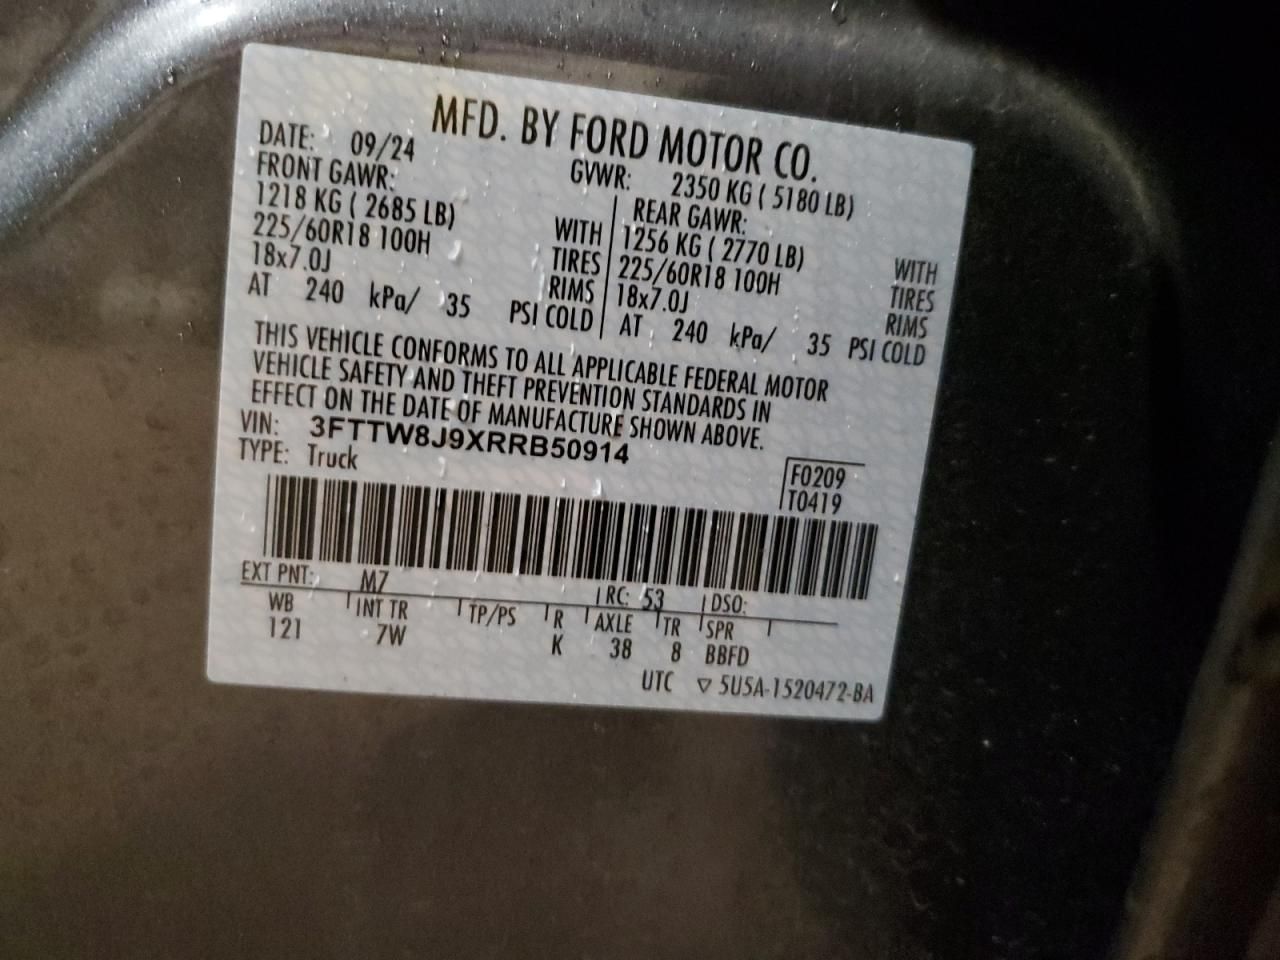 MFD. BY FORD MOTOR CO.
DATE: 09/24 GVWR: 2350 KG ( 5180 LB)
FRONT GAWR: REAR GAWR:
1218 KG ( 2685 LB) WITH 1256 KG ( 2770 LB) WITH
225/60R18 100H TIRES 225/60R18 100H TIRES
18x7.0J RIMS 18x7.0J RIMS
AT 240 kPa/ 35 PSI COLD AT 240 kPa/ 35 PSI COLD
THIS VEHICLE CONFORMS TO ALL APPLICABLE FEDERAL MOTOR
VEHICLE SAFETY AND THEFT PREVENTION STANDARDS IN
EFFECT ON THE DATE OF MANUFACTURE SHOWN ABOVE.
VIN: 3FTTW8J9XRRB50914
TYPE: Truck
F0209
T0419
EXT PNT: M7 RC: 53 DSO:
WB INT TR TP/PS R AXLE TR SPR
121 7W K 38 8 BBFD
UTC ▽ 5U5A-1520472-BA